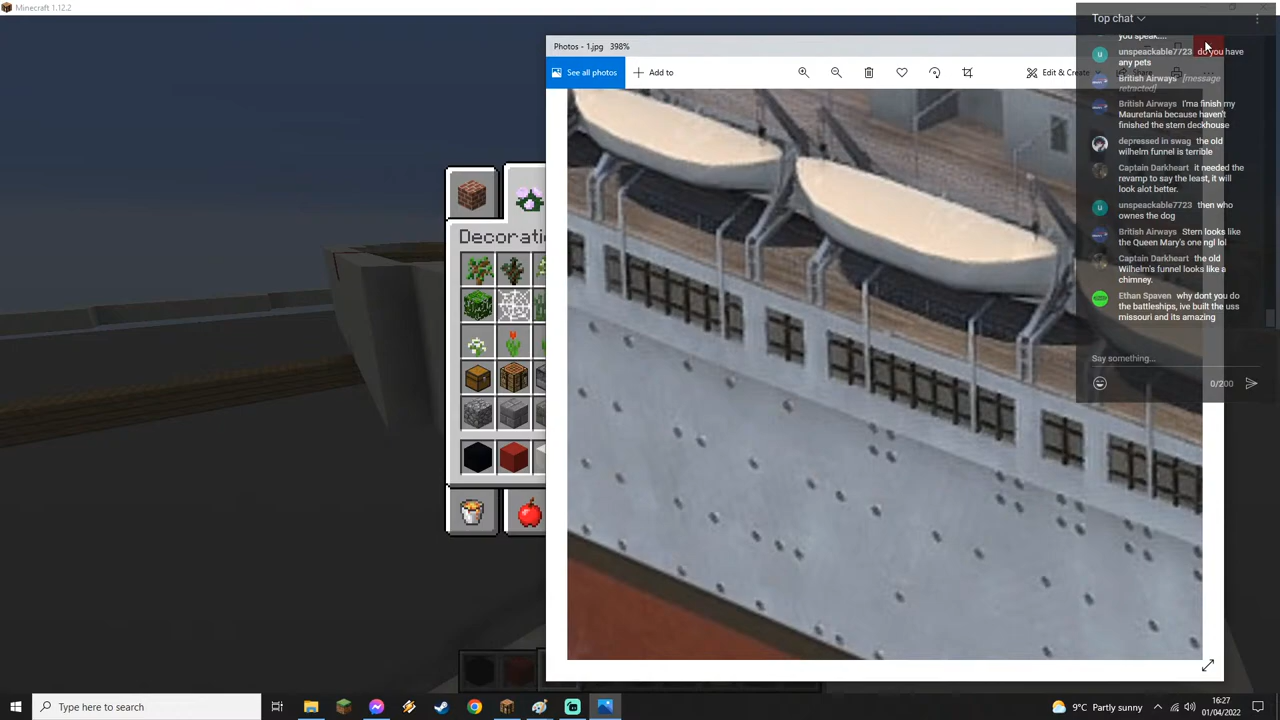 Minecraft 1.12.2
Photos - 1.jpg 398%
See all photos
Add to
Edit & Create
Share
Top chat
you speak....
unspeackable7723 do you have
any pets
British Airways [message
retracted]
British Airways I'ma finish my
Mauretania because haven't
finished the stern deckhouse
depressed in swag the old
wilhelm funnel is terrible
Captain Darkheart it needed the
revamp to say the least, it will
look alot better.
unspeackable7723 then who
ownes the dog
British Airways Stern looks like
the Queen Mary's one ngl lol
Captain Darkheart the old
Wilhelm's funnel looks like a
chimney.
Ethan Spaven why dont you do
the battleships, ive built the uss
missouri and its amazing
Say something...
0/200
Decoratio
Type here to search
9°C Partly sunny
16:27
01/04/2022